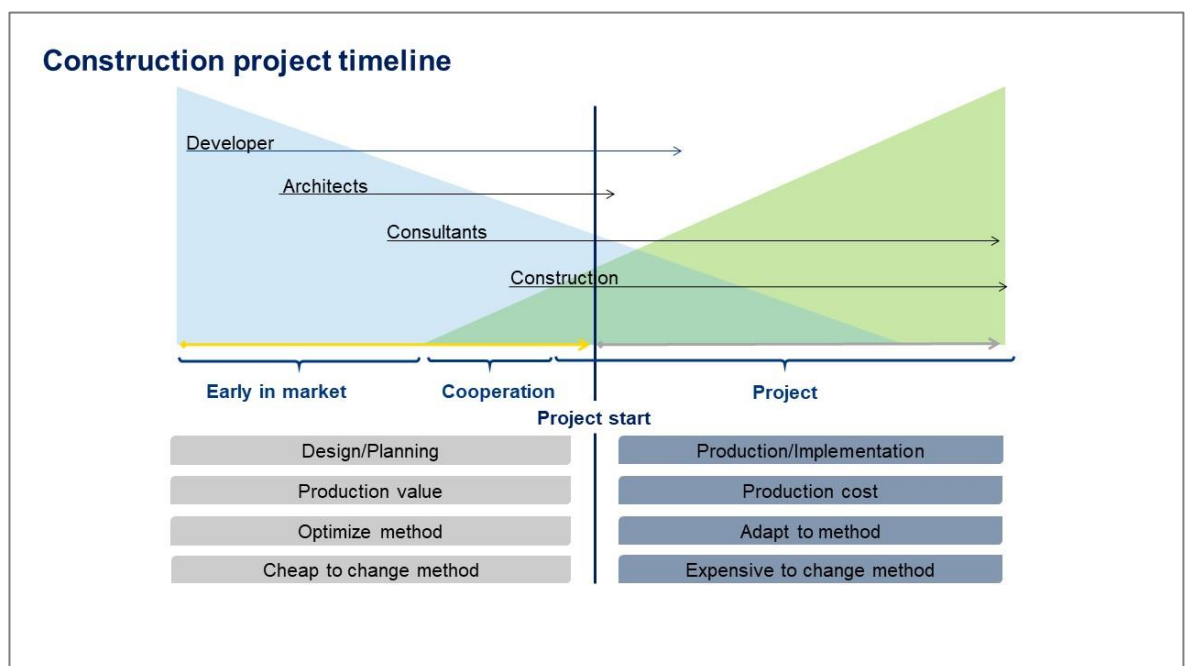 Construction project timeline
Developer
Architects
Consultants
Construction
Early in market
Cooperation
Project
Project start
Design/Planning
Production/Implementation
Production value
Production cost
Optimize method
Adapt to method
Cheap to change method
Expensive to change method